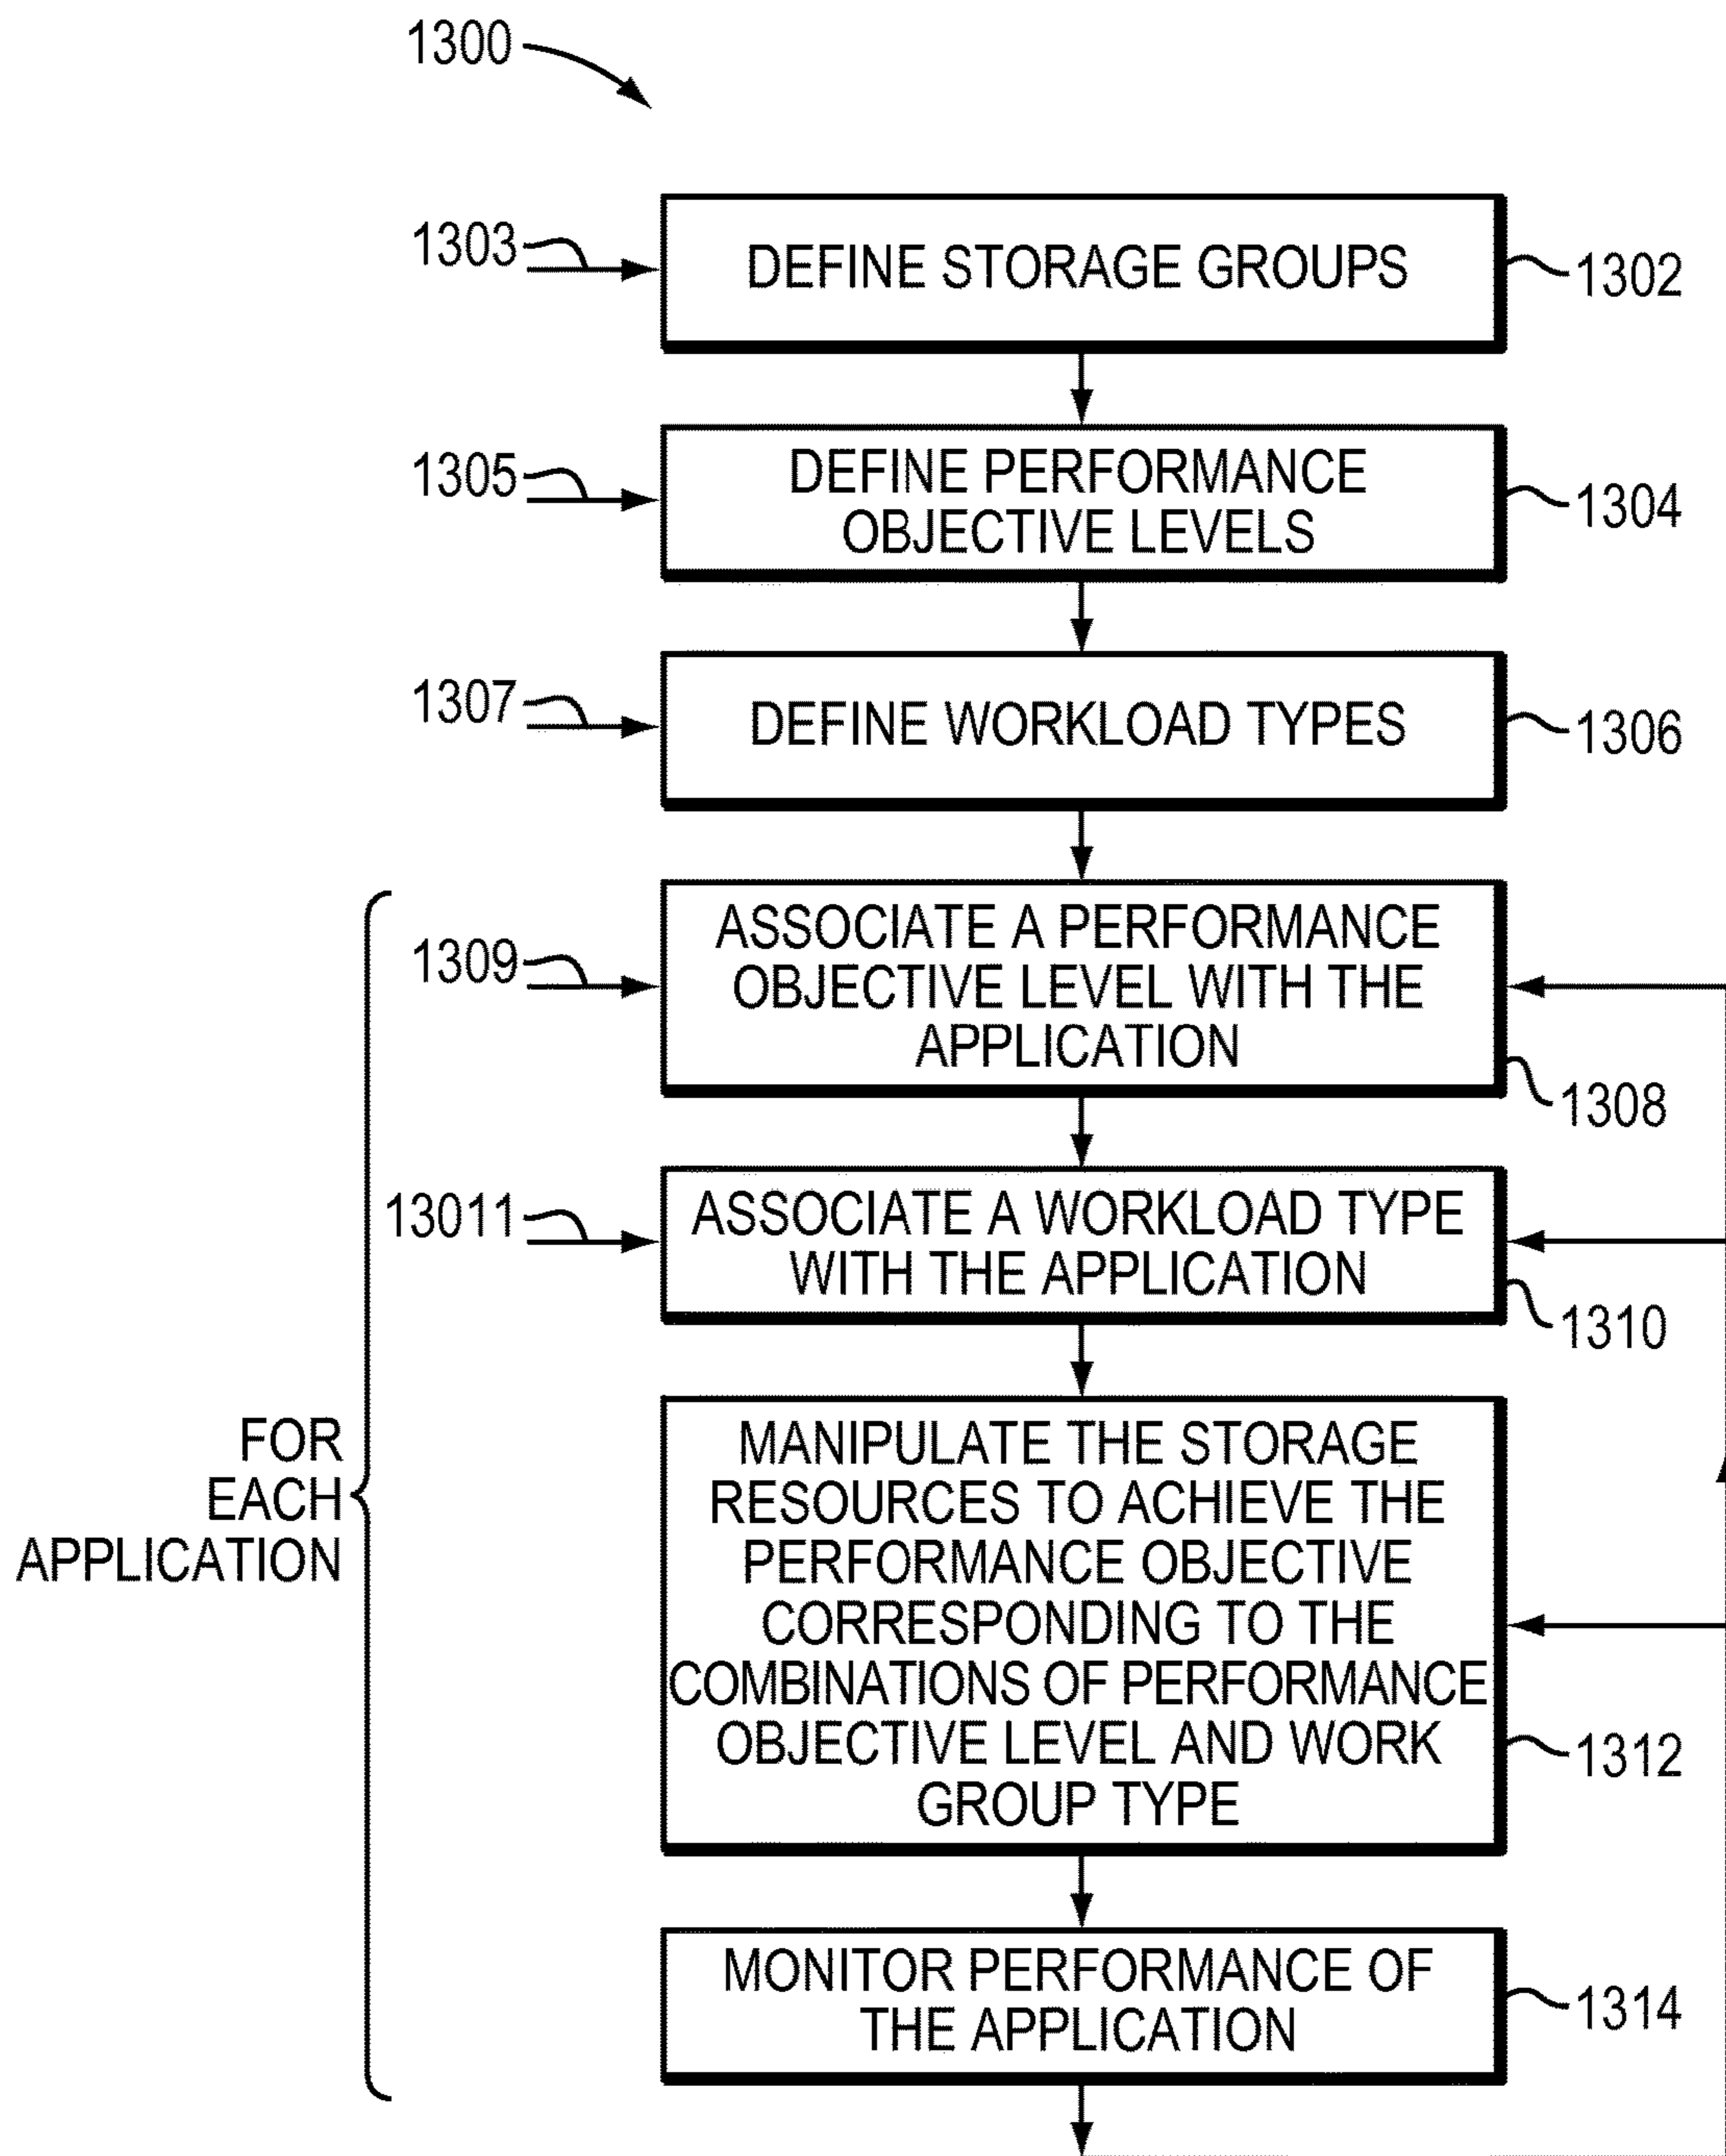 1300
1303
DEFINE STORAGE GROUPS
1302
1305
DEFINE PERFORMANCE
OBJECTIVE LEVELS
1304
1307
DEFINE WORKLOAD TYPES
1306
1309
ASSOCIATE A PERFORMANCE
OBJECTIVE LEVEL WITH THE
APPLICATION
1308
13011
ASSOCIATE A WORKLOAD TYPE
WITH THE APPLICATION
1310
FOR
EACH
APPLICATION
MANIPULATE THE STORAGE
RESOURCES TO ACHIEVE THE
PERFORMANCE OBJECTIVE
CORRESPONDING TO THE
COMBINATIONS OF PERFORMANCE
OBJECTIVE LEVEL AND WORK
GROUP TYPE
1312
MONITOR PERFORMANCE OF
THE APPLICATION
1314